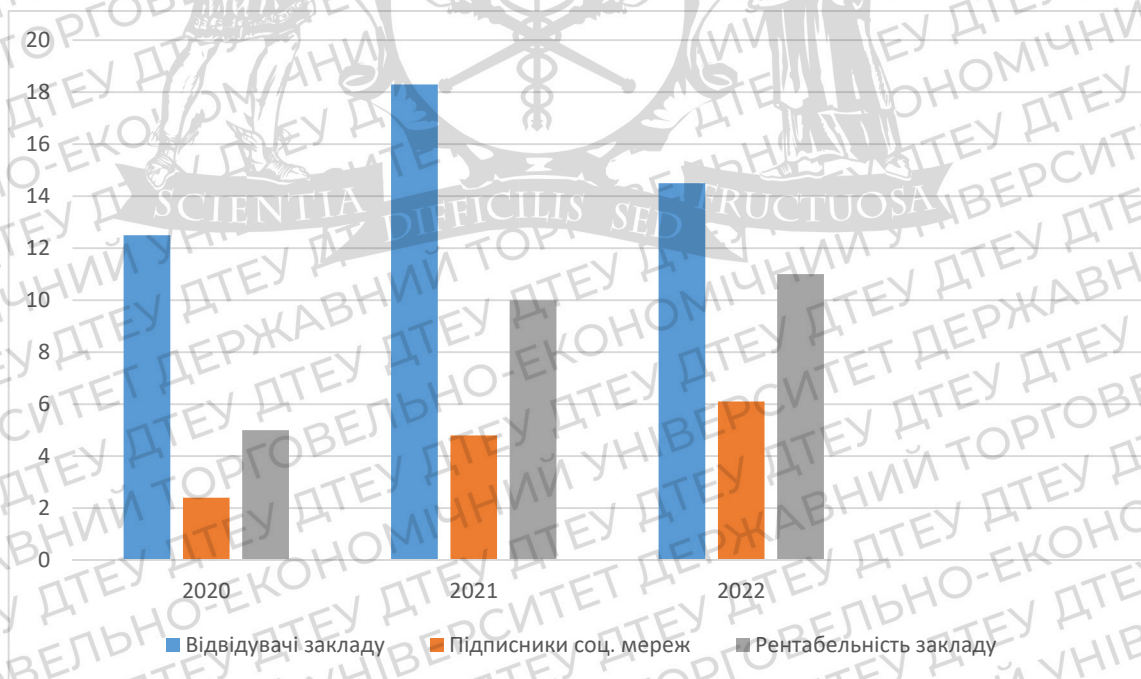 20
18
16
14
12
10
8
6
4
2
0
2020 2021 2022
Відвідувачі закладу Підписники соц. мереж Рентабельність закладу
SCIENTIA DIFFICILIS SED FRUCTUOSA
ДЕРЖАВНИЙ ТОРГОВЕЛЬНО-ЕКОНОМІЧНИЙ УНІВЕРСИТЕТ ДТЕУ